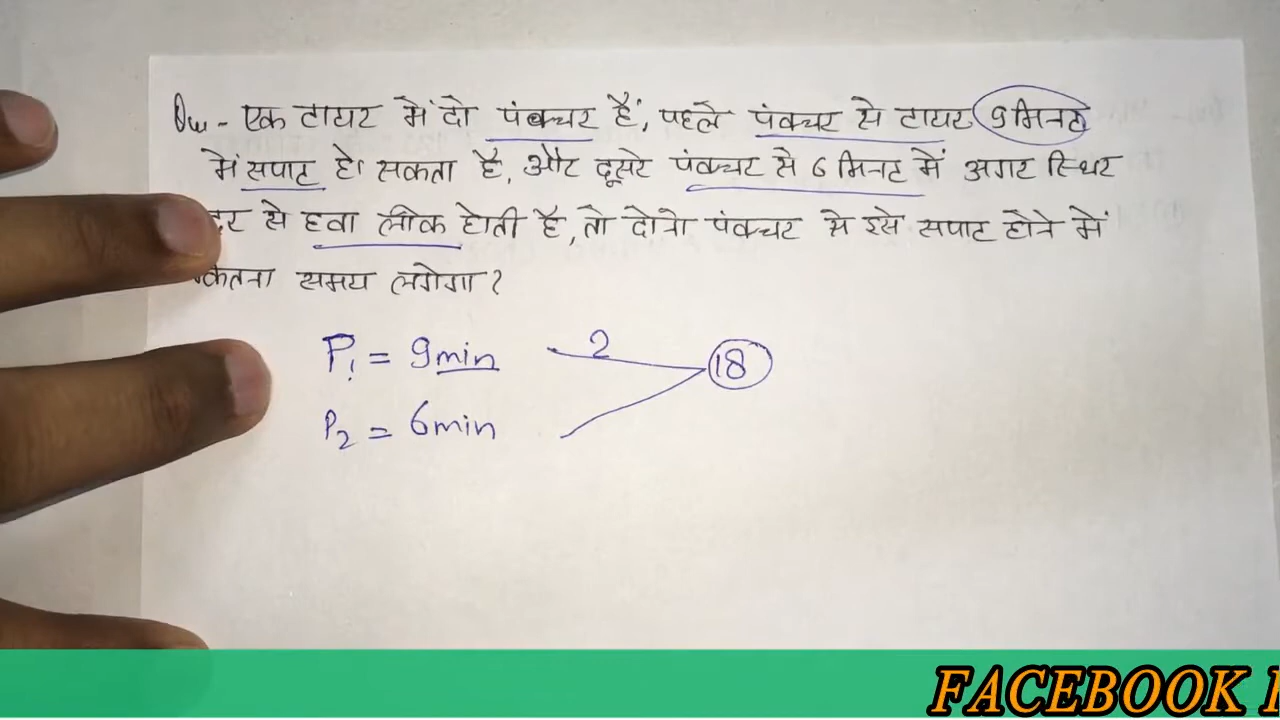 Qu - एक टायर में दो पंक्चर हैं, पहले पंक्चर से टायर 9 मिनट
में सपाट हो सकता है, और दूसरे पंक्चर से 6 मिनट में अगर स्थिर
दर से हवा लीक होती है, तो दोनो पंक्चर से इसे सपाट होने में
कितना समय लगेगा?
P₁ = 9min 2 18
P₂ = 6min
FACEBOOK